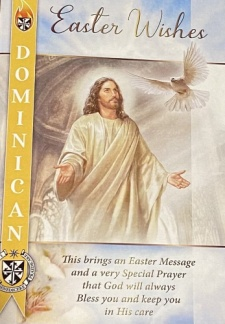 Easter Wishes
DOMINICAN
This brings an Easter Message
and a very Special Prayer
that God will always
Bless you and keep you
in His care